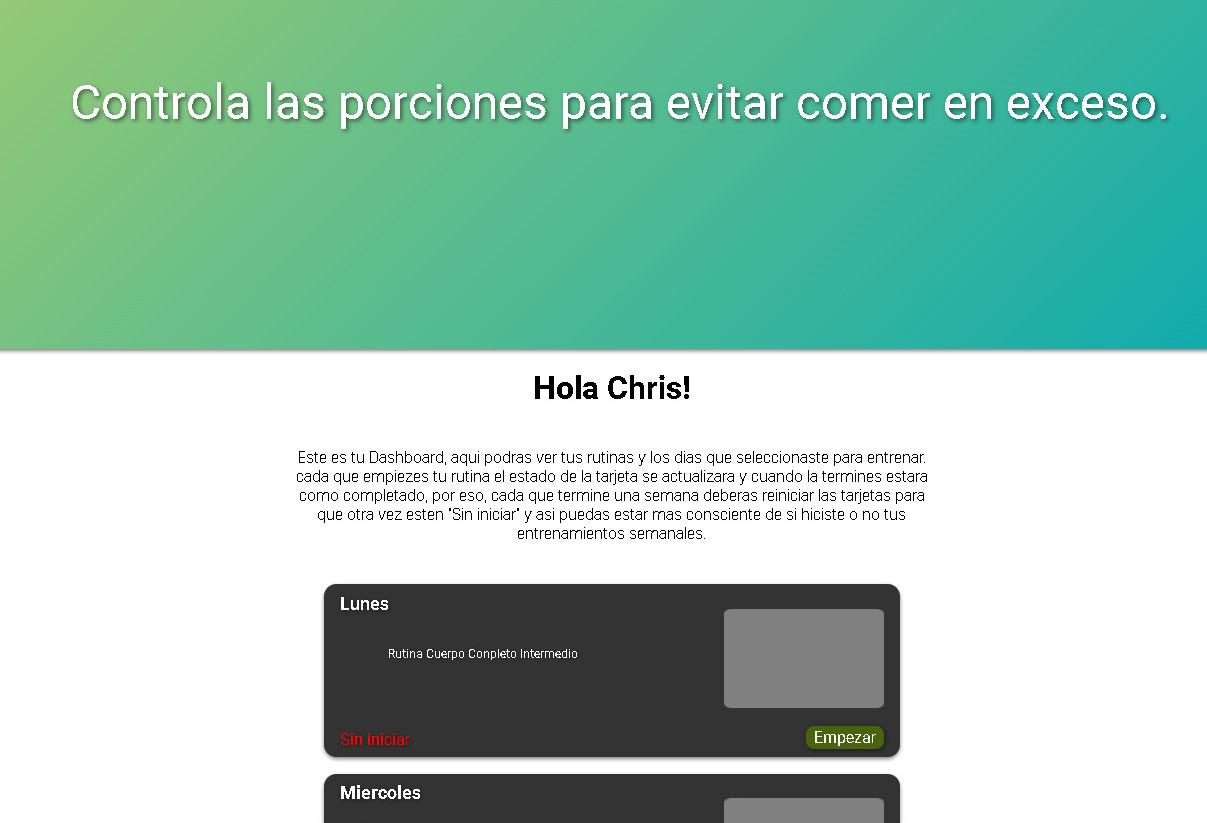 Controla las porciones para evitar comer en exceso.
Hola Chris!
Este es tu Dashboard, aqui podras ver tus rutinas y los dias que seleccionaste para entrenar.
cada que empiezes tu rutina el estado de la tarjeta se actualizara y cuando la termines estara
como completado, por eso, cada que termine una semana deberas reiniciar las tarjetas para
que otra vez esten "Sin iniciar" y asi puedas estar mas consciente de si hiciste o no tus
entrenamientos semanales.
Lunes
Rutina Cuerpo Conpleto Intermedio
Sin iniciar
Empezar
Miercoles